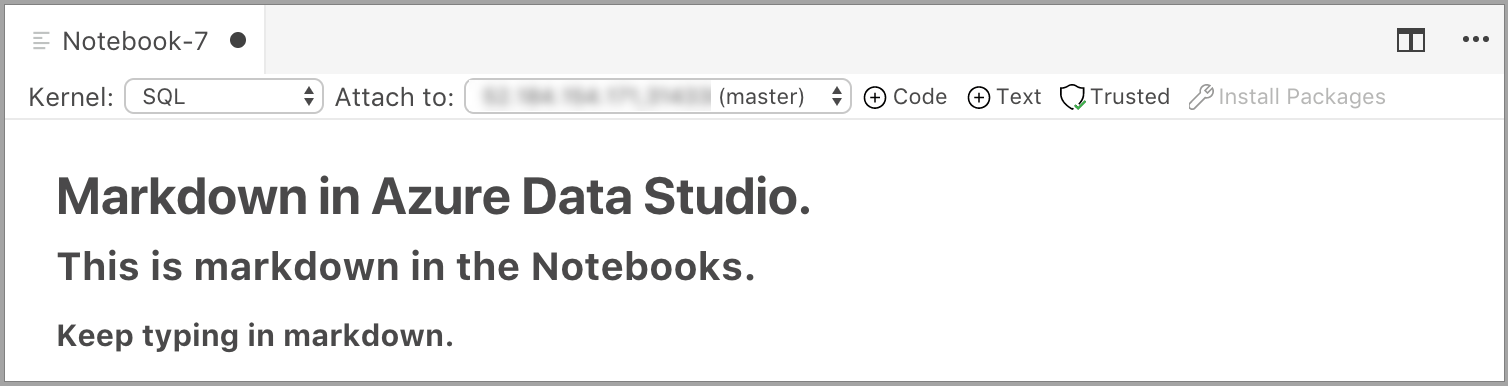 Notebook-7
Kernel: SQL Attach to: (master) Code Text Trusted Install Packages
Markdown in Azure Data Studio.
This is markdown in the Notebooks.
Keep typing in markdown.